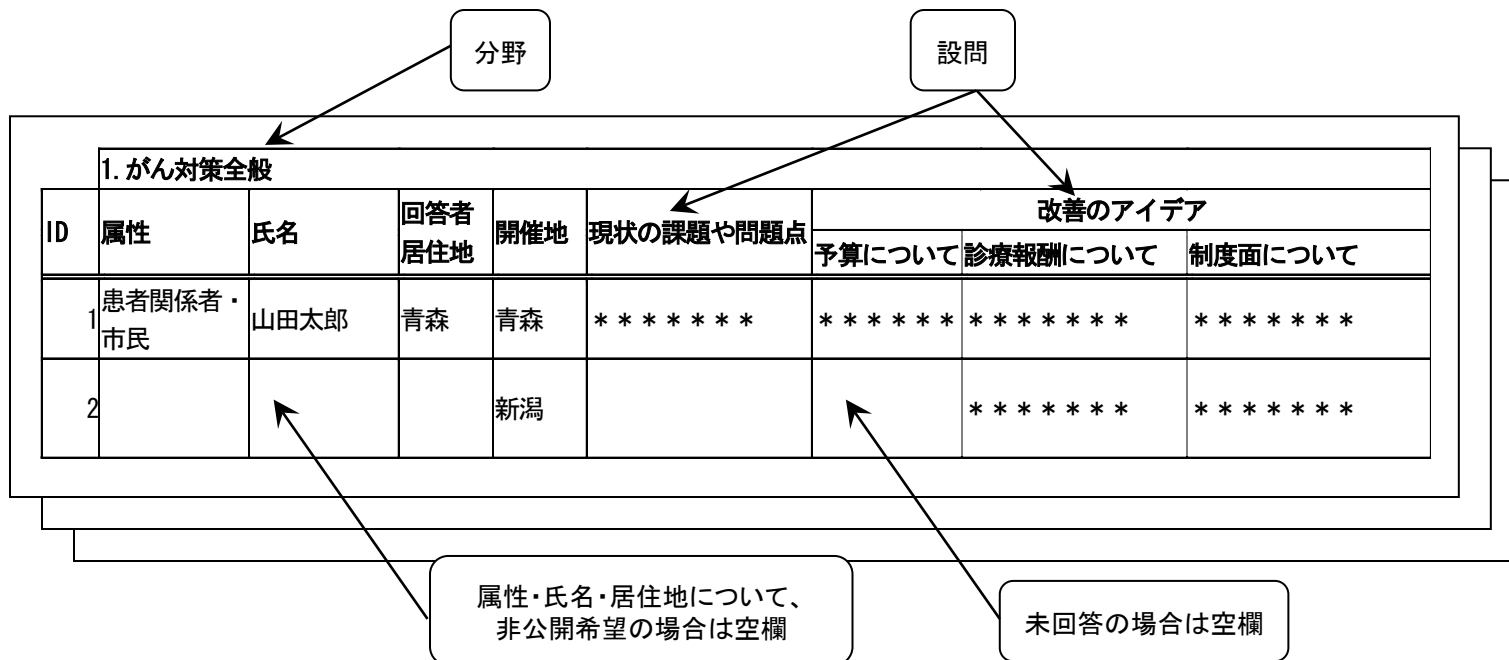 分野
設問
1.がん対策全般
ID
属性
氏名
回答者
居住地
開催地
現状の課題や問題点
改善のアイデア
予算について
診療報酬について
制度面について
1
患者関係者・
市民
山田太郎
青森
青森
*******
******
*******
*******
2
新潟
*******
*******
属性・氏名・居住地について、
非公開希望の場合は空欄
未回答の場合は空欄